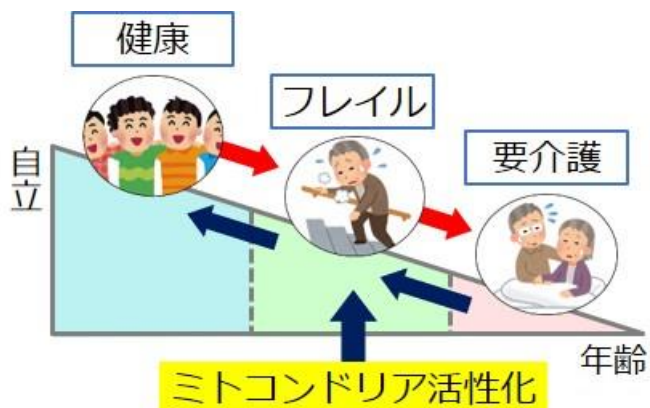 健康
フレイル
要介護
自立
年齢
ミトコンドリア活性化